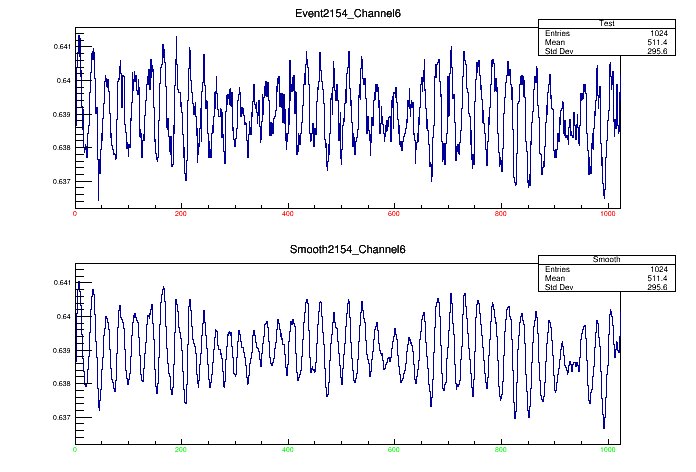 Event2154_Channel6
Test
Entries 1024
Mean 511.4
Std Dev 295.6
0.641
0.64
0.639
0.638
0.637
0 200 400 600 800 1000
Smooth2154_Channel6
Smooth
Entries 1024
Mean 511.4
Std Dev 295.6
0.641
0.64
0.639
0.638
0.637
0 200 400 600 800 1000